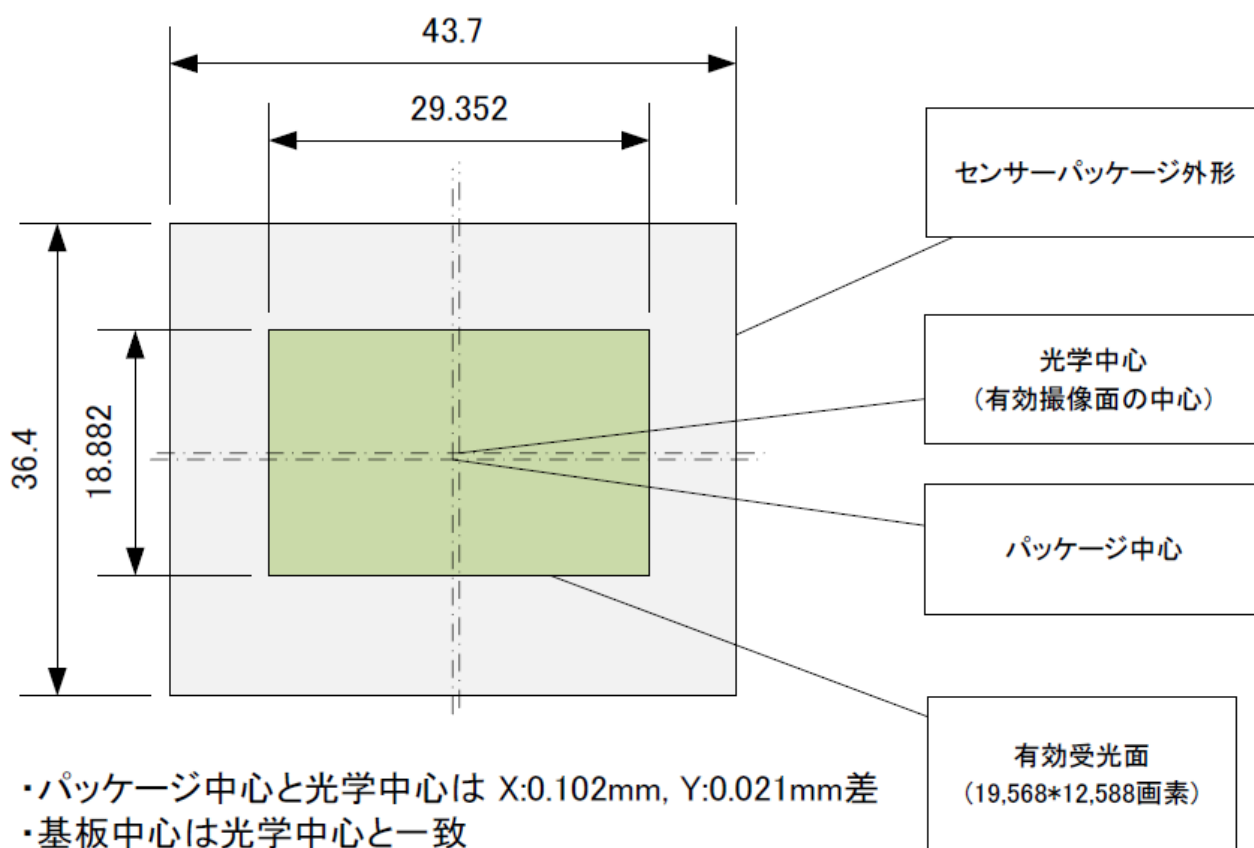 43.7
29.352
センサーパッケージ外形
光学中心
（有効撮像面の中心）
36.4
18.882
パッケージ中心
有効受光面
（19,568*12,588画素）
・パッケージ中心と光学中心は X:0.102mm, Y:0.021mm差
・基板中心は光学中心と一致